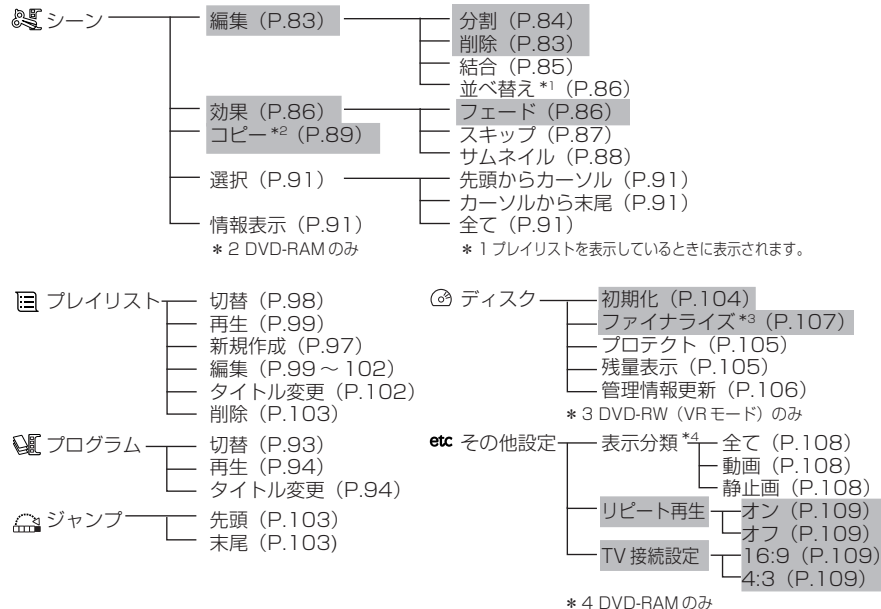 シーン
編集（P.83）
分割（P.84）
削除（P.83）
結合（P.85）
並べ替え*1（P.86）
効果（P.86）
フェード（P.86）
スキップ（P.87）
サムネイル（P.88）
コピー*2（P.89）
選択（P.91）
先頭からカーソル（P.91）
カーソルから末尾（P.91）
全て（P.91）
情報表示（P.91）
＊2 DVD-RAMのみ
＊1 プレイリストを表示しているときに表示されます。
プレイリスト
切替（P.98）
再生（P.99）
新規作成（P.97）
編集（P.99～102）
タイトル変更（P.102）
削除（P.103）
プログラム
切替（P.93）
再生（P.94）
タイトル変更（P.94）
ジャンプ
先頭（P.103）
末尾（P.103）
ディスク
初期化（P.104）
ファイナライズ*3（P.107）
プロテクト（P.105）
残量表示（P.105）
管理情報更新（P.106）
＊3 DVD-RW（VRモード）のみ
etc その他設定
表示分類*4
全て（P.108）
動画（P.108）
静止画（P.108）
リピート再生
オン（P.109）
オフ（P.109）
TV接続設定
16:9（P.109）
4:3（P.109）
＊4 DVD-RAMのみ